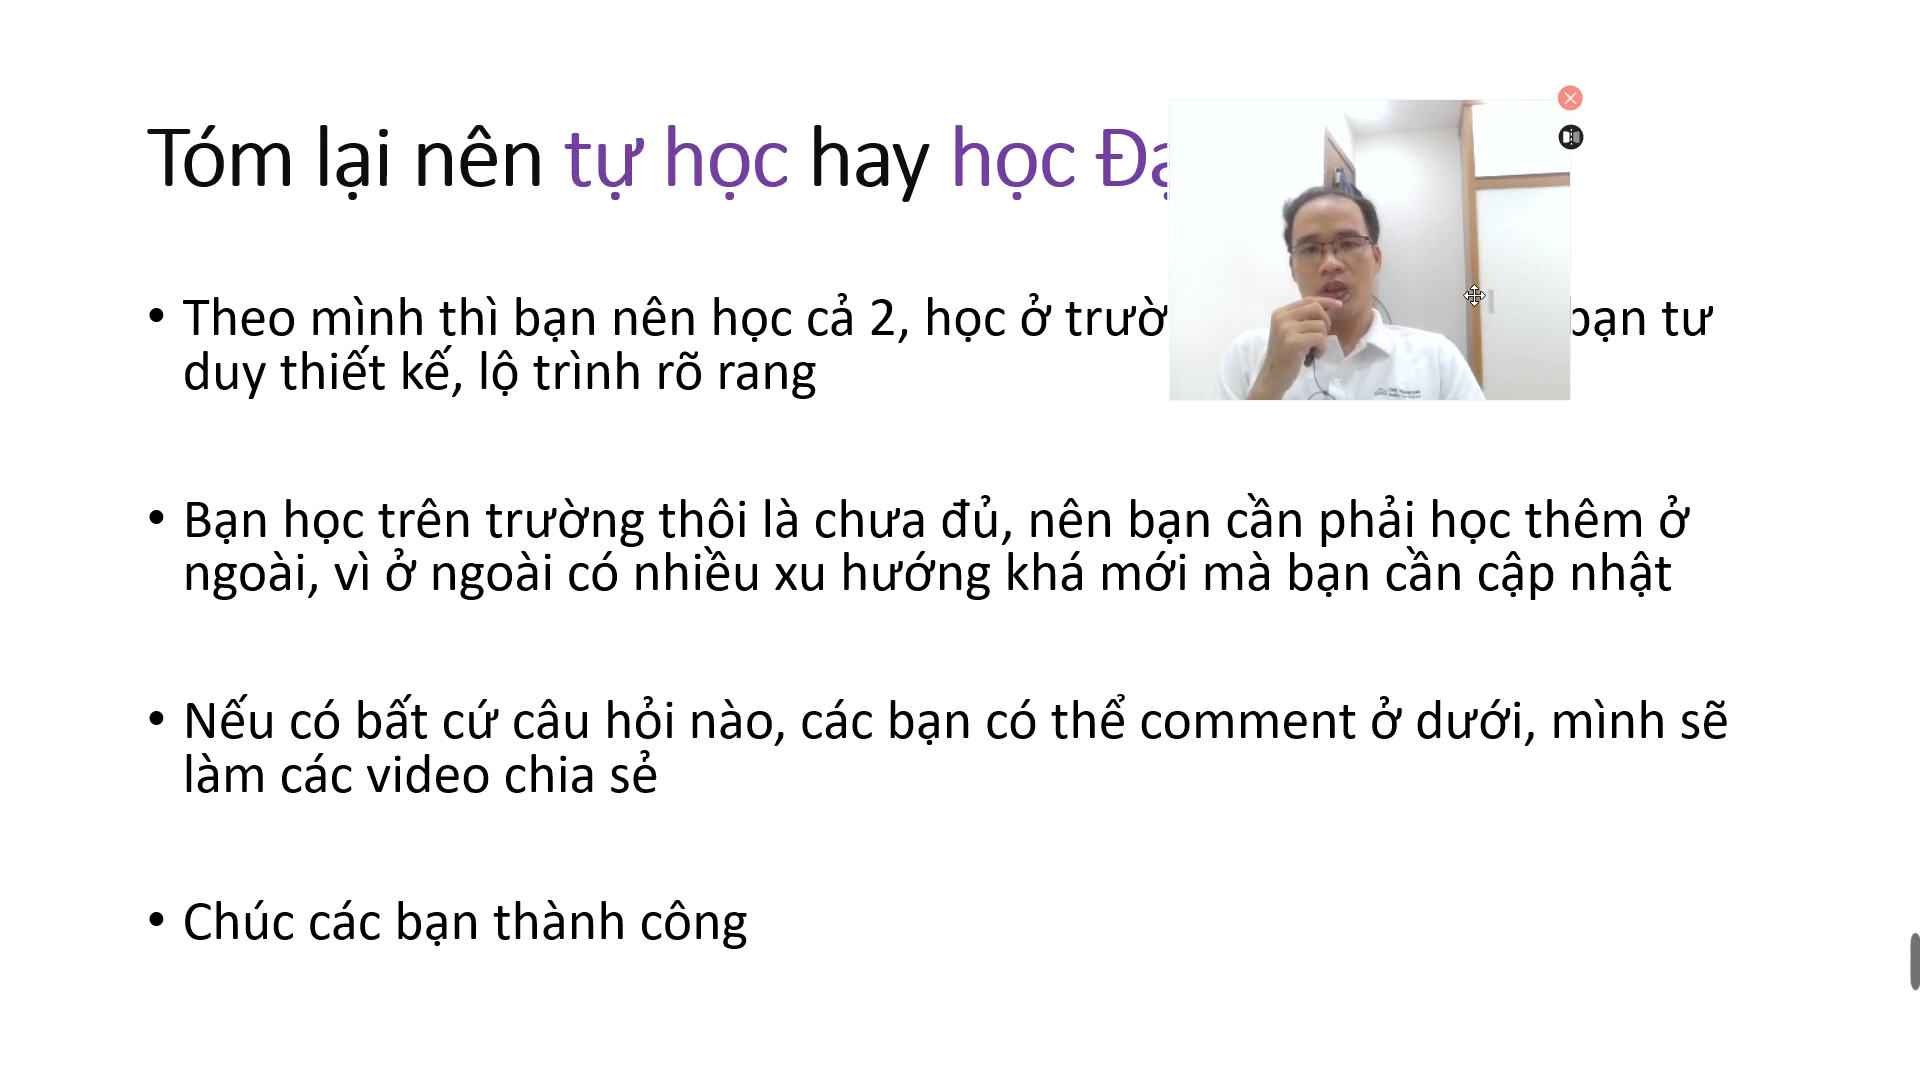 Tóm lại nên tự học hay học
Theo mình thì bạn nên học cả 2, học ở bạn tư
duy thiết kế, lộ trình rõ rang
Bạn học trên trường thôi là chưa đủ, nên bạn cần phải học thêm ở
ngoài, vì ở ngoài có nhiều xu hướng khá mới mà bạn cần cập nhật
Nếu có bất cứ câu hỏi nào, các bạn có thể comment ở dưới, mình sẽ
làm các video chia sẻ
Chúc các bạn thành công